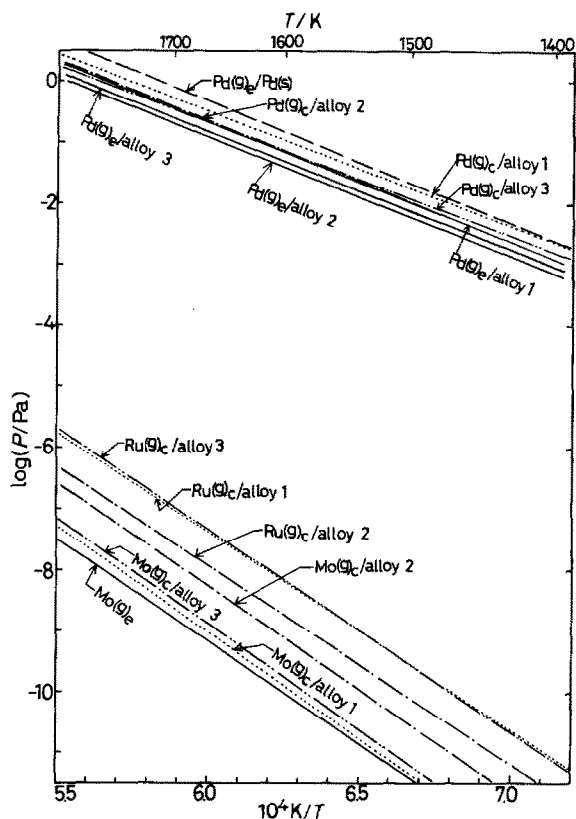 T/K
1700 1600 1500 1400
0
Pd(g)e/Pd(s)
Pd(g)c/alloy 2
Pd(g)e/alloy 3
Pd(g)e/alloy 2
Pd(g)c/alloy 1
Pd(g)c/alloy 3
Pd(g)e/alloy 1
-2
-4
log(P/Pa)
-6
Ru(g)c/alloy 3
Ru(g)c/alloy 1
Ru(g)c/alloy 2
Mo(g)c/alloy 2
-8
Mo(g)c/alloy 3
Mo(g)e
Mo(g)c/alloy 1
-10
5.5 6.0 6.5 7.0
10⁴K/T